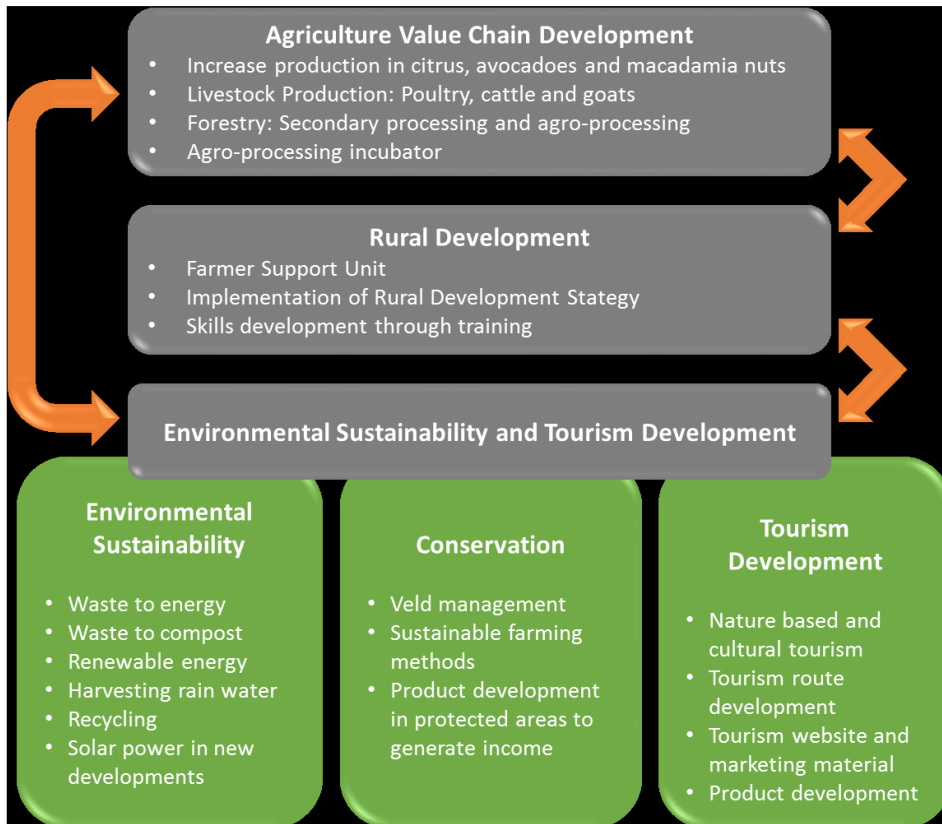 Agriculture Value Chain Development
• Increase production in citrus, avocadoes and macadamia nuts
• Livestock Production: Poultry, cattle and goats
• Forestry: Secondary processing and agro-processing
• Agro-processing incubator
Rural Development
• Farmer Support Unit
• Implementation of Rural Development Stategy
• Skills development through training
Environmental Sustainability and Tourism Development
Environmental
Sustainability
• Waste to energy
• Waste to compost
• Renewable energy
• Harvesting rain water
• Recycling
• Solar power in new
developments
Conservation
• Veld management
• Sustainable farming
methods
• Product development
in protected areas to
generate income
Tourism
Development
• Nature based and
cultural tourism
• Tourism route
development
• Tourism website and
marketing material
• Product development